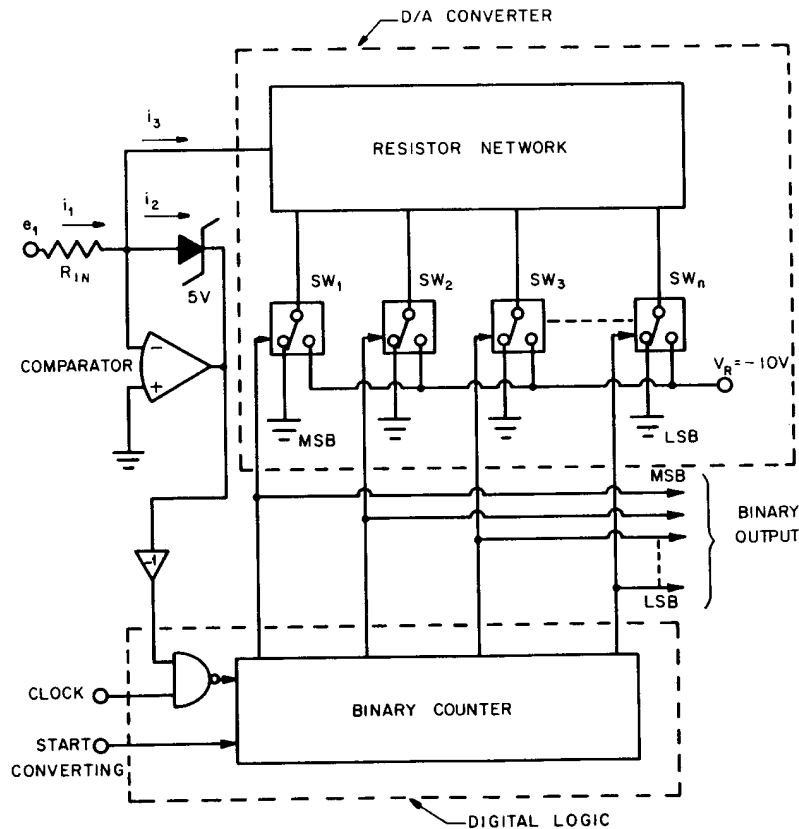 D/A CONVERTER
RESISTOR NETWORK
i3
i2
i1
e1
RIN
5V
SW1
SW2
SW3
SWn
COMPARATOR
−
+
VR = −10V
MSB
LSB
MSB
BINARY
OUTPUT
LSB
-1
CLOCK
BINARY COUNTER
START
CONVERTING
DIGITAL LOGIC